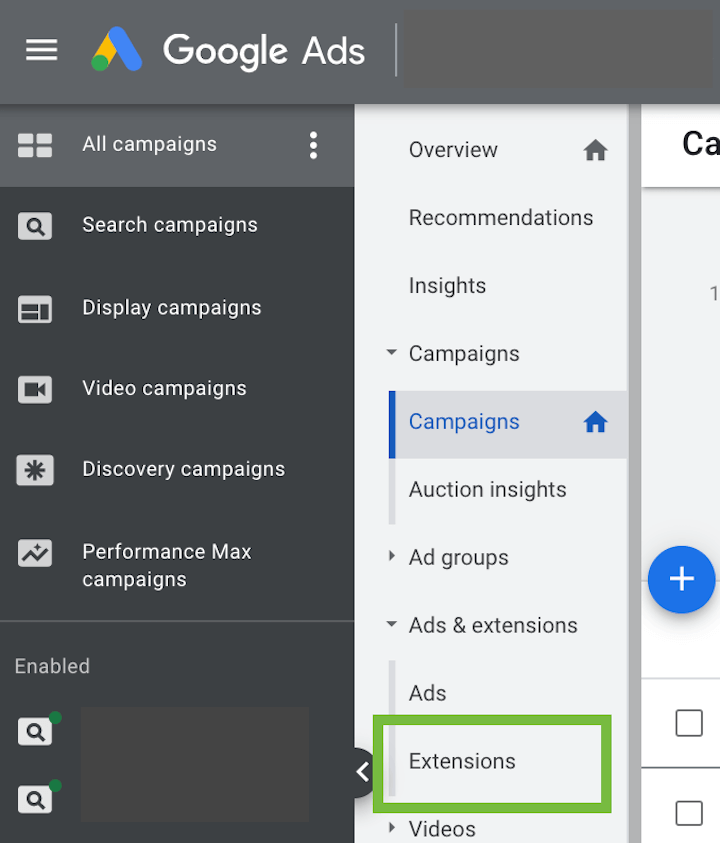 Google Ads
All campaigns
Search campaigns
Display campaigns
Video campaigns
Discovery campaigns
Performance Max
campaigns
Enabled
Overview
Recommendations
Insights
Campaigns
Campaigns
Auction insights
Ad groups
Ads & extensions
Ads
Extensions
Videos
Ca
1